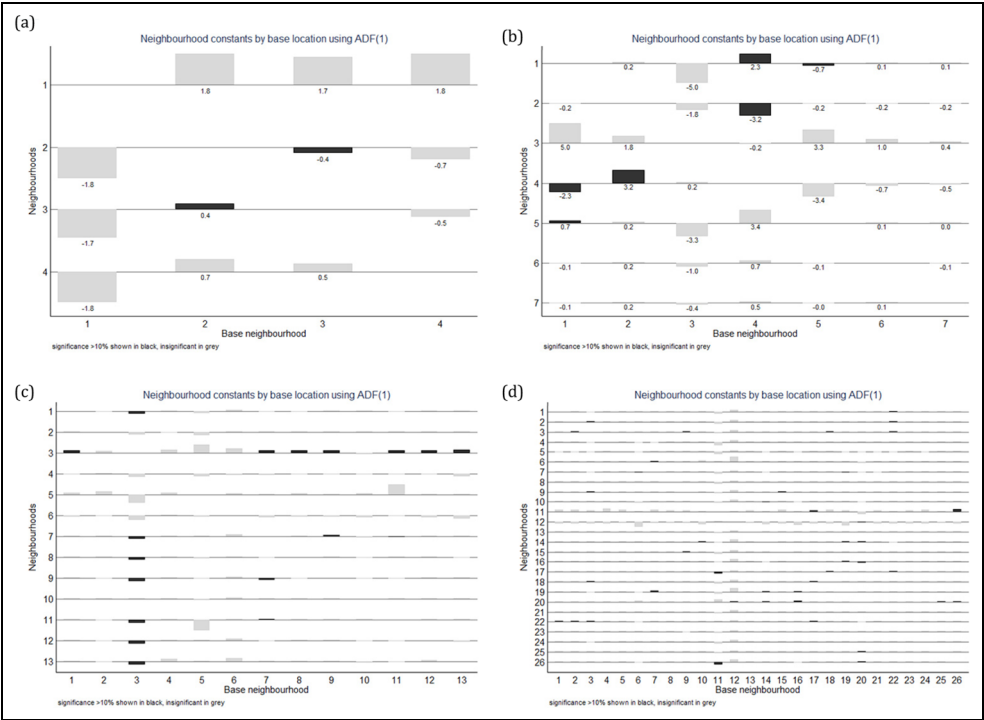 (a)
Neighbourhood constants by base location using ADF(1)
Neighbourhoods
1
1.8 1.7 1.8
2
-1.8 -0.4 -0.7
3
-1.7 0.4 -0.5
4
-1.8 0.7 0.5
1 2 3 4
Base neighbourhood
significance >10% shown in black, insignificant in grey
(b)
Neighbourhood constants by base location using ADF(1)
Neighbourhoods
1
0.2 -5.0 2.3 -0.7 0.1 0.1
2
-0.2 -1.8 -3.2 -0.2 -0.2 -0.2
3
5.0 1.8 -0.2 3.3 1.0 0.4
4
-2.3 3.2 0.2 -3.4 -0.7 -0.5
5
0.7 0.2 -3.3 3.4 0.1 0.0
6
-0.1 0.2 -1.0 0.7 -0.1 -0.1
7
-0.1 0.2 -0.4 0.5 -0.0 0.1
1 2 3 4 5 6 7
Base neighbourhood
significance >10% shown in black, insignificant in grey
(c)
Neighbourhood constants by base location using ADF(1)
Neighbourhoods
1
2
3
4
5
6
7
8
9
10
11
12
13
1 2 3 4 5 6 7 8 9 10 11 12 13
Base neighbourhood
significance >10% shown in black, insignificant in grey
(d)
Neighbourhood constants by base location using ADF(1)
Neighbourhoods
1
2
3
4
5
6
7
8
9
10
11
12
13
14
15
16
17
18
19
20
21
22
23
24
25
26
1 2 3 4 5 6 7 8 9 10 11 12 13 14 15 16 17 18 19 20 21 22 23 24 25 26
Base neighbourhood
significance >10% shown in black, insignificant in grey